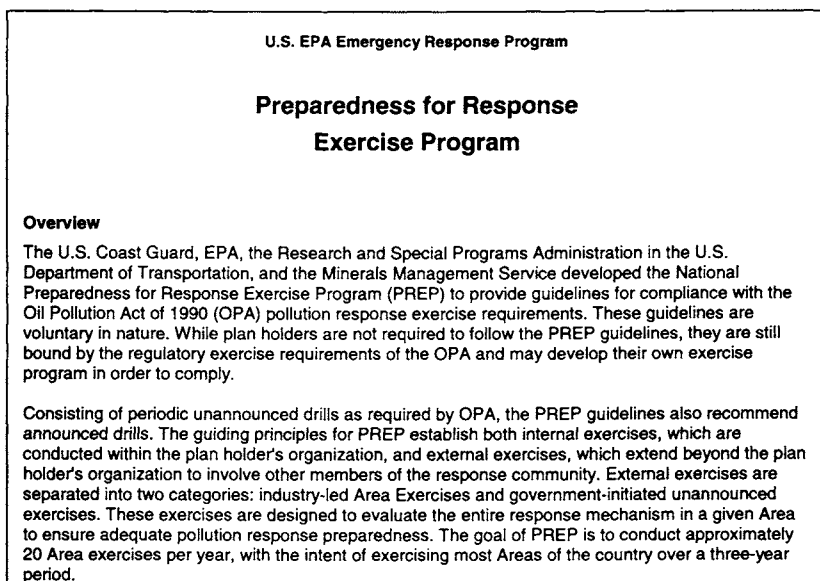 U.S. EPA Emergency Response Program
Preparedness for Response
Exercise Program
Overview
The U.S. Coast Guard, EPA, the Research and Special Programs Administration in the U.S.
Department of Transportation, and the Minerals Management Service developed the National
Preparedness for Response Exercise Program (PREP) to provide guidelines for compliance with the
Oil Pollution Act of 1990 (OPA) pollution response exercise requirements. These guidelines are
voluntary in nature. While plan holders are not required to follow the PREP guidelines, they are still
bound by the regulatory exercise requirements of the OPA and may develop their own exercise
program in order to comply.
Consisting of periodic unannounced drills as required by OPA, the PREP guidelines also recommend
announced drills. The guiding principles for PREP establish both internal exercises, which are
conducted within the plan holder's organization, and external exercises, which extend beyond the plan
holder's organization to involve other members of the response community. External exercises are
separated into two categories: industry-led Area Exercises and government-initiated unannounced
exercises. These exercises are designed to evaluate the entire response mechanism in a given Area
to ensure adequate pollution response preparedness. The goal of PREP is to conduct approximately
20 Area exercises per year, with the intent of exercising most Areas of the country over a three-year
period.